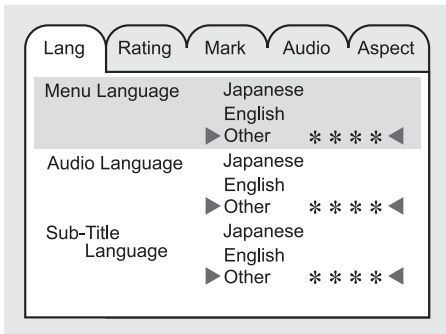 Lang Rating Mark Audio Aspect
Menu Language Japanese
English
Other ＊＊＊＊
Audio Language Japanese
English
Other ＊＊＊＊
Sub-Title Japanese
Language English
Other ＊＊＊＊